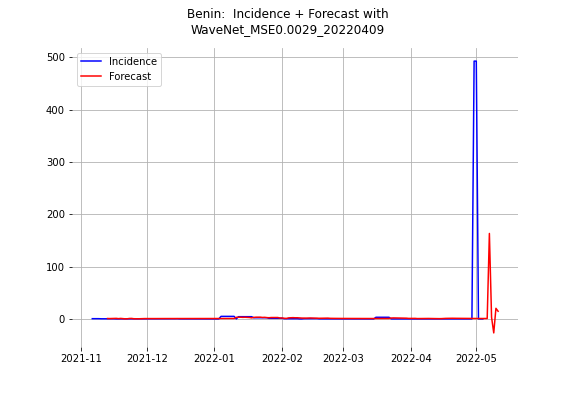 Benin:  Incidence + Forecast with
WaveNet_MSE0.0029_20220409
Incidence
Forecast
500
400
300
200
100
0
2021-11 2021-12 2022-01 2022-02 2022-03 2022-04 2022-05